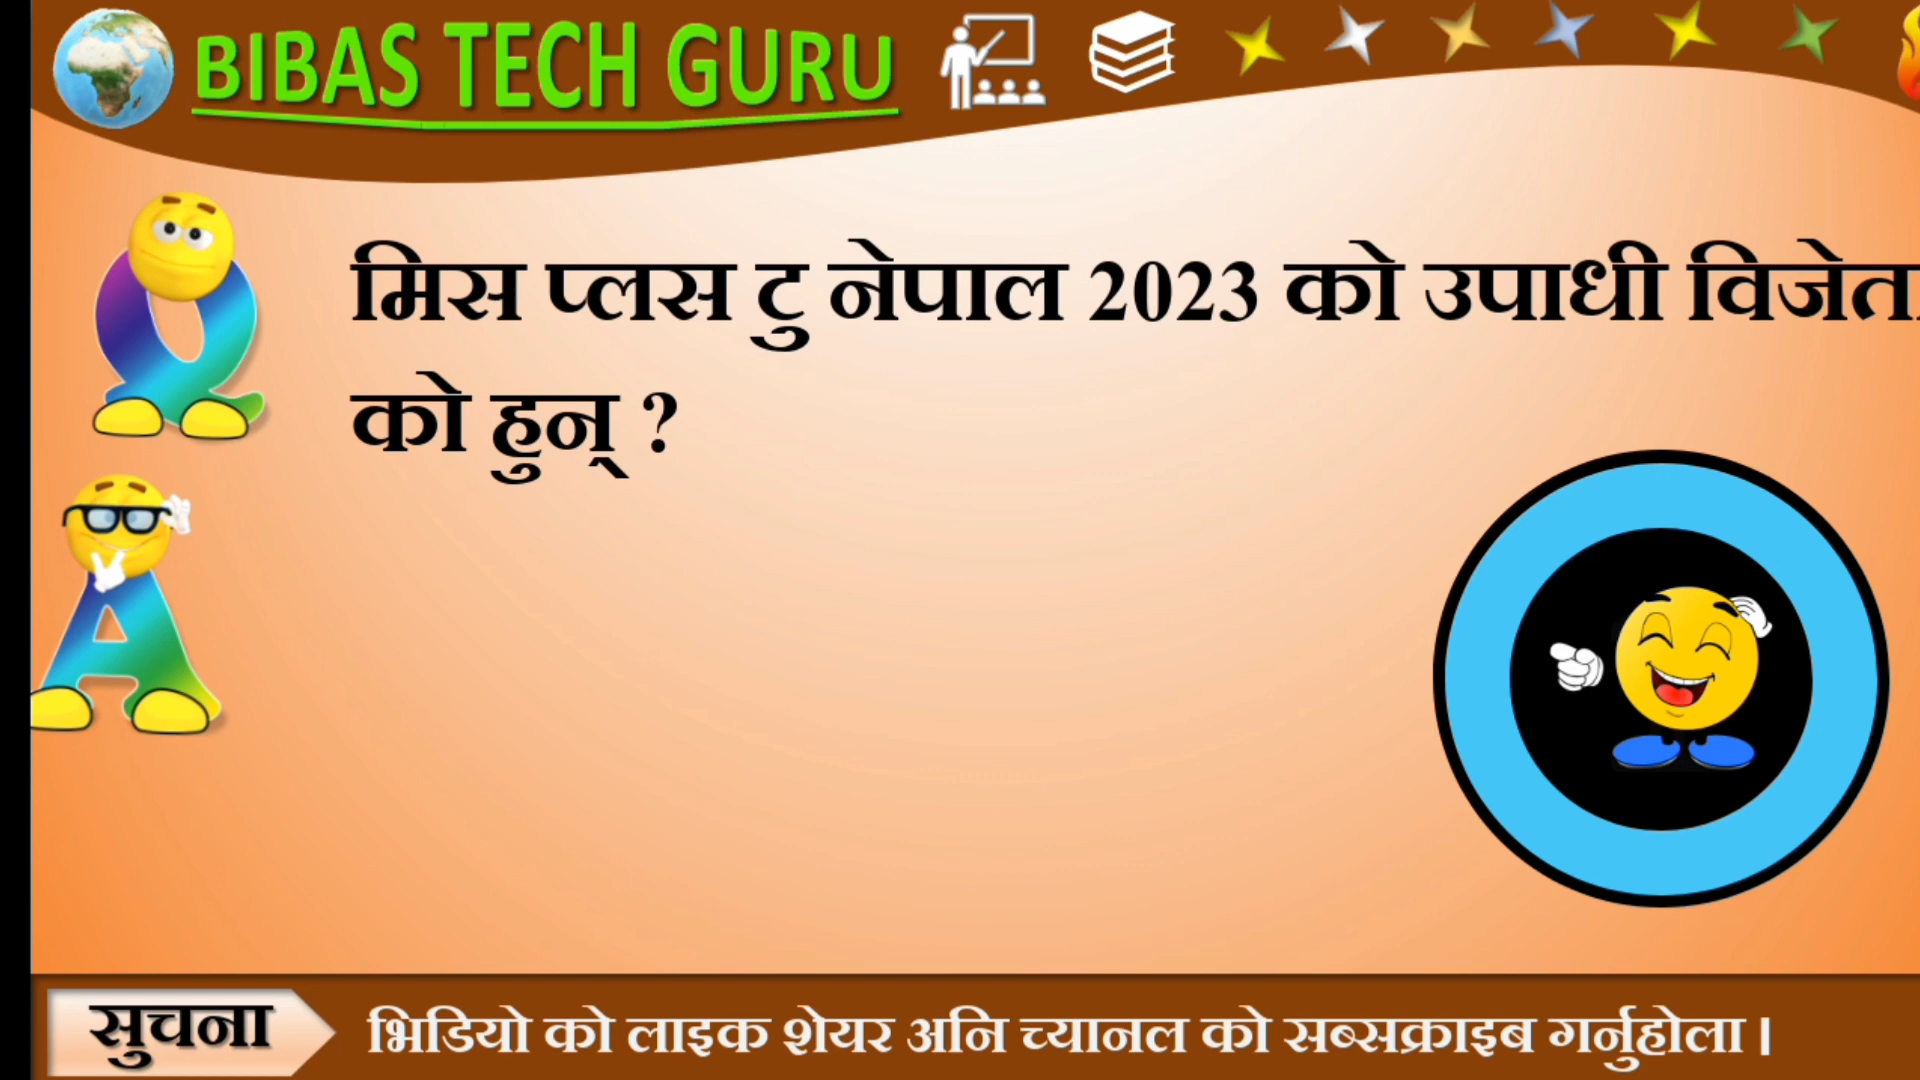 BIBAS TECH GURU
मिस प्लस टु नेपाल 2023 को उपाधी विजेता
को हुन् ?
सुचना
भिडियो को लाइक शेयर अनि च्यानल को सब्सक्राइब गर्नुहोला ।